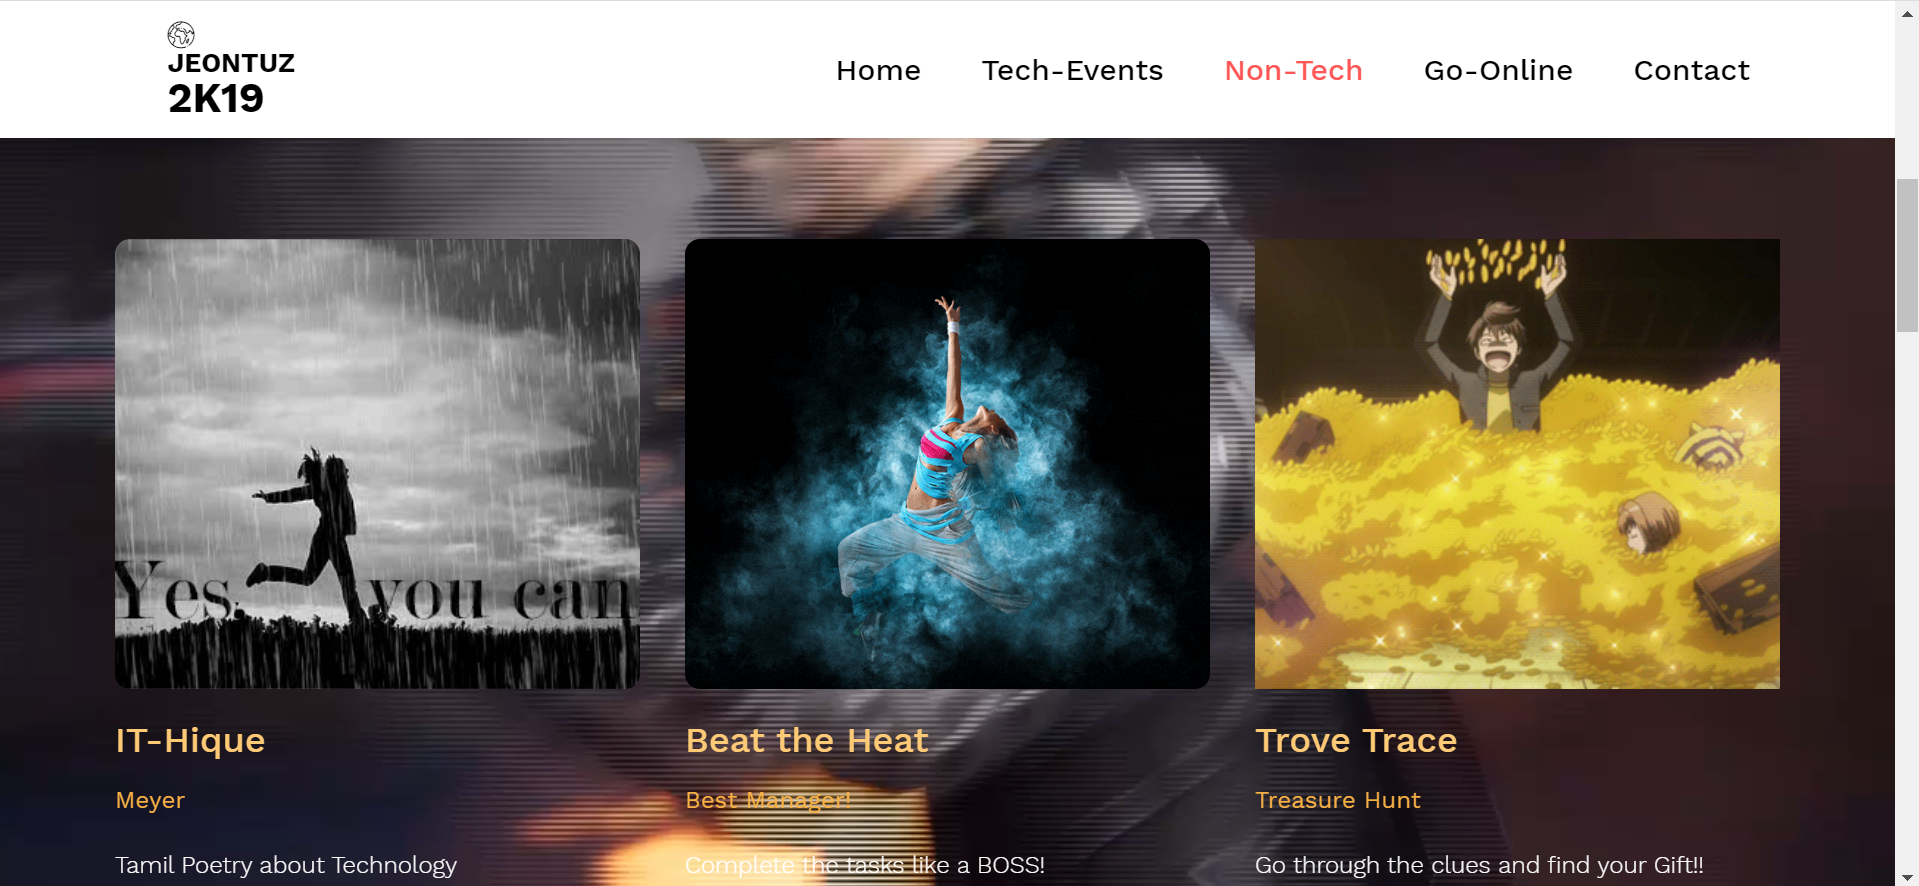 JEONTUZ
2K19
Home
Tech-Events
Non-Tech
Go-Online
Contact
Yes, you can
IT-Hique
Meyer
Tamil Poetry about Technology
Beat the Heat
Best Manager!
Complete the tasks like a BOSS!
Trove Trace
Treasure Hunt
Go through the clues and find your Gift!!